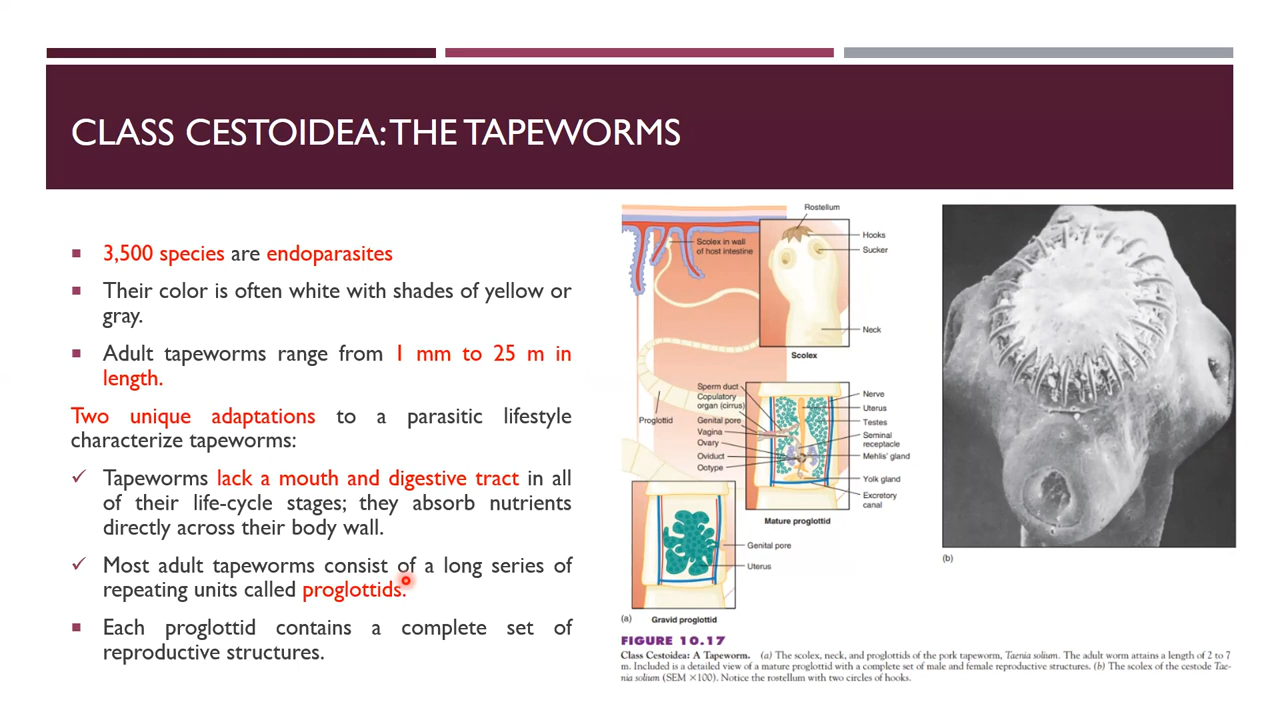 CLASS CESTOIDEA: THE TAPEWORMS
3,500 species are endoparasites
Their color is often white with shades of yellow or
gray.
Adult tapeworms range from 1 mm to 25 m in
length.
Two unique adaptations to a parasitic lifestyle
characterize tapeworms:
Tapeworms lack a mouth and digestive tract in all
of their life-cycle stages; they absorb nutrients
directly across their body wall.
Most adult tapeworms consist of a long series of
repeating units called proglottids.
Each proglottid contains a complete set of
reproductive structures.
Rostellum
Hooks
Sucker
Scolex in wall
of host intestine
Neck
Scolex
Proglottid
Sperm duct
Copulatory
organ (cirrus)
Genital pore
Vagina
Ovary
Oviduct
Ootype
Nerve
Uterus
Testes
Seminal
receptacle
Mehlis' gland
Yolk gland
Excretory
canal
Mature proglottid
Genital pore
Uterus
(a)
Gravid proglottid
(b)
FIGURE 10.17
Class Cestoidea: A Tapeworm. (a) The scolex, neck, and proglottids of the pork tapeworm, Taenia solium. The adult worm attains a length of 2 to 7
m. Included is a detailed view of a mature proglottid with a complete set of male and female reproductive structures. (b) The scolex of the cestode Tae-
nia solium (SEM ×100). Notice the rostellum with two circles of hooks.